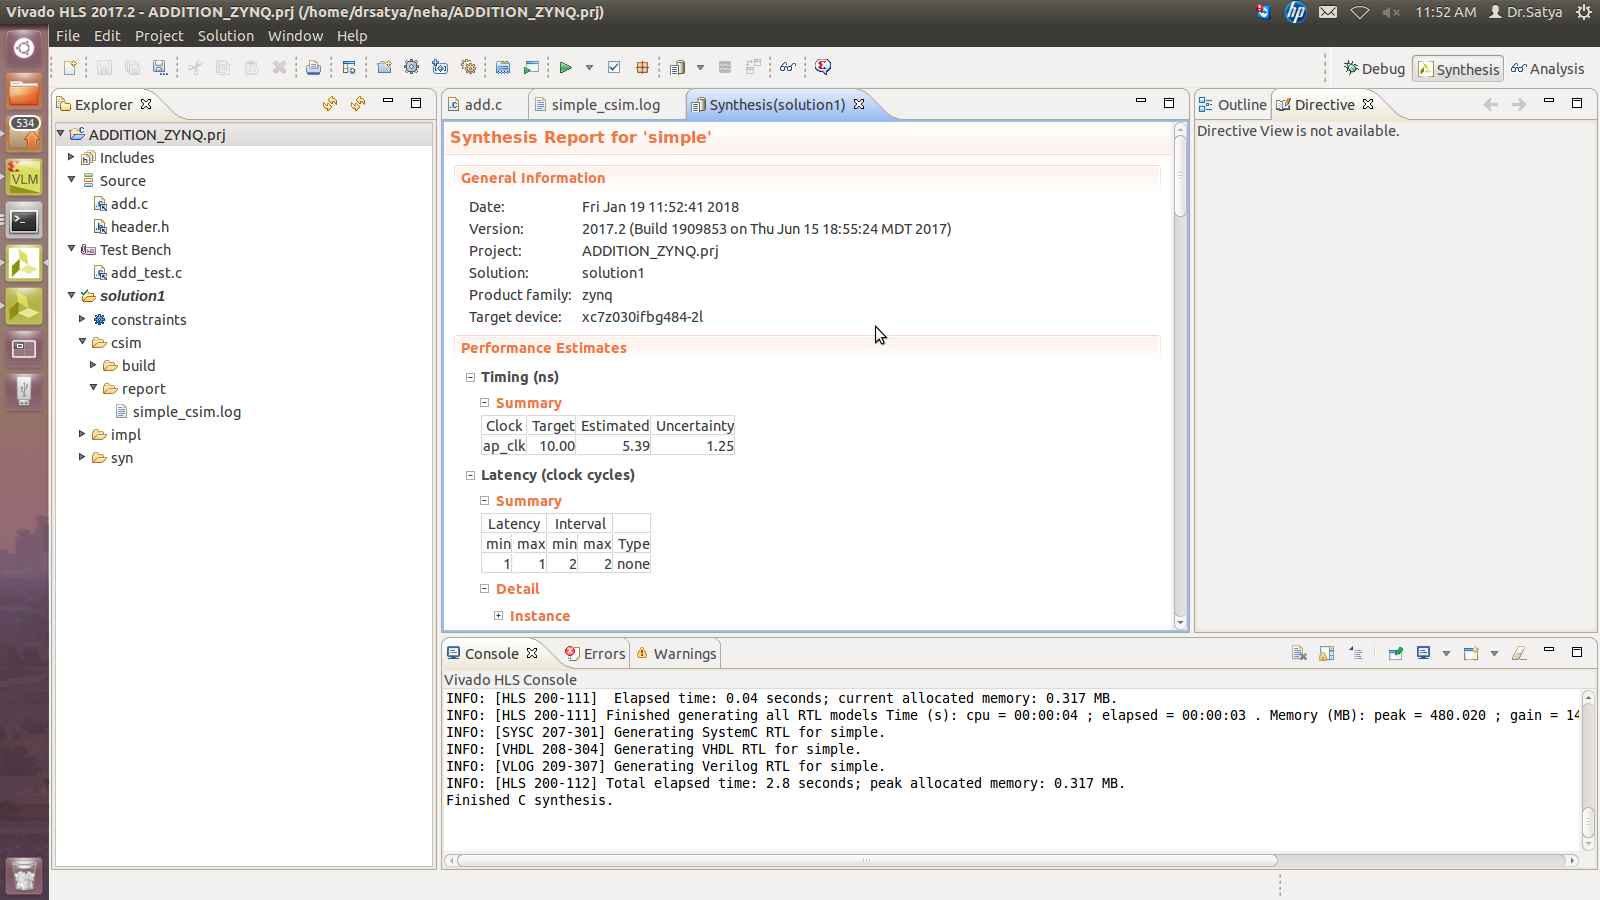 Vivado HLS 2017.2 - ADDITION_ZYNQ.prj (/home/drsatya/neha/ADDITION_ZYNQ.prj)
11:52 AM Dr.Satya
File Edit Project Solution Window Help
Debug Synthesis Analysis
534
VLM
Explorer
ADDITION_ZYNQ.prj
Includes
Source
add.c
header.h
Test Bench
add_test.c
solution1
constraints
csim
build
report
simple_csim.log
impl
syn
add.c simple_csim.log Synthesis(solution1)
Synthesis Report for 'simple'
General Information
Date: Fri Jan 19 11:52:41 2018
Version: 2017.2 (Build 1909853 on Thu Jun 15 18:55:24 MDT 2017)
Project: ADDITION_ZYNQ.prj
Solution: solution1
Product family: zynq
Target device: xc7z030ifbg484-2l
Performance Estimates
Timing (ns)
Summary
Clock Target Estimated Uncertainty
ap_clk 10.00 5.39 1.25
Latency (clock cycles)
Summary
Latency Interval
min max min max Type
1 1 2 2 none
Detail
Instance
Outline Directive
Directive View is not available.
Console Errors Warnings
Vivado HLS Console
INFO: [HLS 200-111]  Elapsed time: 0.04 seconds; current allocated memory: 0.317 MB.
INFO: [HLS 200-111] Finished generating all RTL models Time (s): cpu = 00:00:04 ; elapsed = 00:00:03 . Memory (MB): peak = 480.020 ; gain = 14
INFO: [SYSC 207-301] Generating SystemC RTL for simple.
INFO: [VHDL 208-304] Generating VHDL RTL for simple.
INFO: [VLOG 209-307] Generating Verilog RTL for simple.
INFO: [HLS 200-112] Total elapsed time: 2.8 seconds; peak allocated memory: 0.317 MB.
Finished C synthesis.